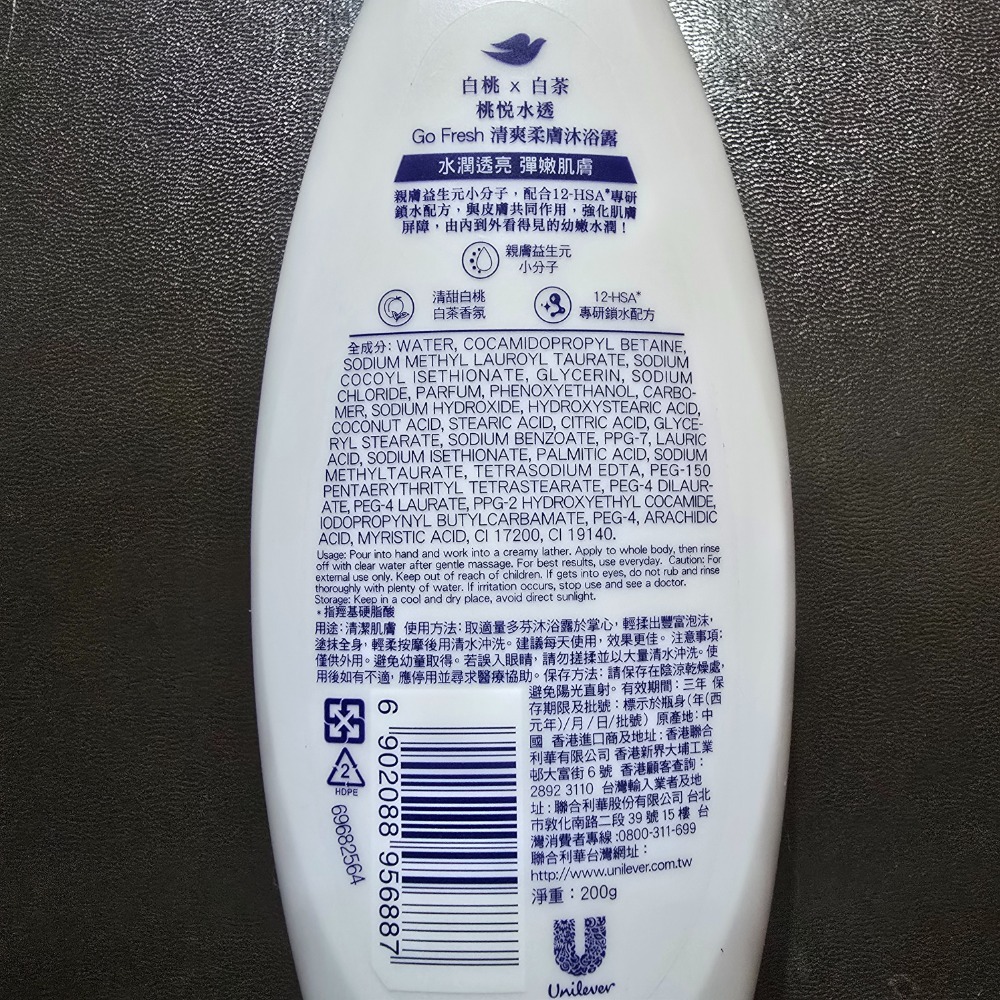 白桃 x 白茶
桃悦水透
Go Fresh 清爽柔膚沐浴露
水潤透亮 彈嫩肌膚
親膚益生元小分子，配合12-HSA*專研
鎖水配方，與皮膚共同作用，強化肌膚
屏障，由內到外看得見的幼嫩水潤！
親膚益生元
小分子
清甜白桃
白茶香氛
12-HSA*
專研鎖水配方
全成分: WATER, COCAMIDOPROPYL BETAINE,
SODIUM METHYL LAUROYL TAURATE, SODIUM
COCOYL ISETHIONATE, GLYCERIN, SODIUM
CHLORIDE, PARFUM, PHENOXYETHANOL, CARBO-
MER, SODIUM HYDROXIDE, HYDROXYSTEARIC ACID,
COCONUT ACID, STEARIC ACID, CITRIC ACID, GLYCE-
RYL STEARATE, SODIUM BENZOATE, PPG-7, LAURIC
ACID, SODIUM ISETHIONATE, PALMITIC ACID, SODIUM
METHYLTAURATE, TETRASODIUM EDTA, PEG-150
PENTAERYTHRITYL TETRASTEARATE, PEG-4 DILAUR-
ATE, PEG-4 LAURATE, PPG-2 HYDROXYETHYL COCAMIDE,
IODOPROPYNYL BUTYLCARBAMATE, PEG-4, ARACHIDIC
ACID, MYRISTIC ACID, CI 17200, CI 19140.
Usage: Pour into hand and work into a creamy lather. Apply to whole body, then rinse
off with clear water after gentle massage. For best results, use everyday. Caution: For
external use only. Keep out of reach of children. If gets into eyes, do not rub and rinse
thoroughly with plenty of water. If irritation occurs, stop use and see a doctor.
Storage: Keep in a cool and dry place, avoid direct sunlight.
*指羥基硬脂酸
用途: 清潔肌膚 使用方法: 取適量多芬沐浴露於掌心，輕揉出豐富泡沫，
塗抹全身，輕柔按摩後用清水沖洗。建議每天使用，效果更佳。注意事項:
僅供外用。避免幼童取得。若誤入眼睛，請勿搓揉並以大量清水沖洗。使
用後如有不適，應停用並尋求醫療協助。保存方法: 請保存在陰涼乾燥處，
避免陽光直射。有效期間：三年 保
存期限及批號：標示於瓶身(年(西
元年)/月/日/批號) 原產地: 中
國 香港進口商及地址: 香港聯合
利華有限公司 香港新界大埔工業
邨大富街6號 香港顧客查詢：
2892 3110 台灣輸入業者及地
址: 聯合利華股份有限公司 台北
市敦化南路二段39號15樓 台
灣消費者專線:0800-311-699
聯合利華台灣網址：
http://www.unilever.com.tw
淨重：200g
2
HDPE
69682564
6 902088 956887
Unilever